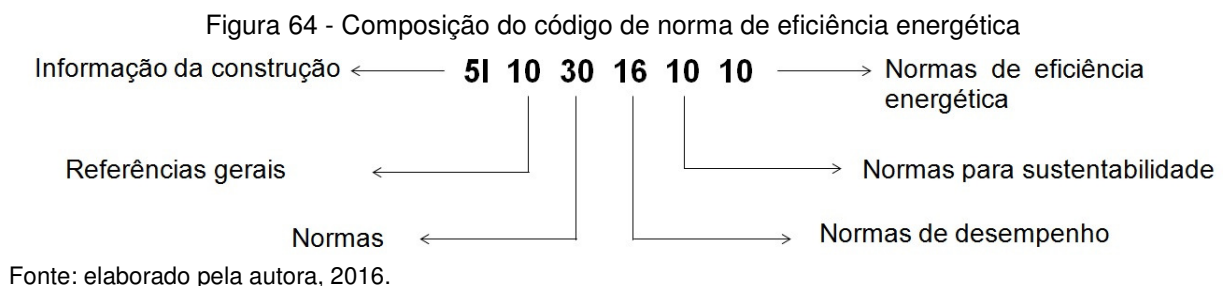 Figura 64 - Composição do código de norma de eficiência energética
Informação da construção 5I 10 30 16 10 10 Normas de eficiência
energética
Referências gerais Normas para sustentabilidade
Normas Normas de desempenho
Fonte: elaborado pela autora, 2016.